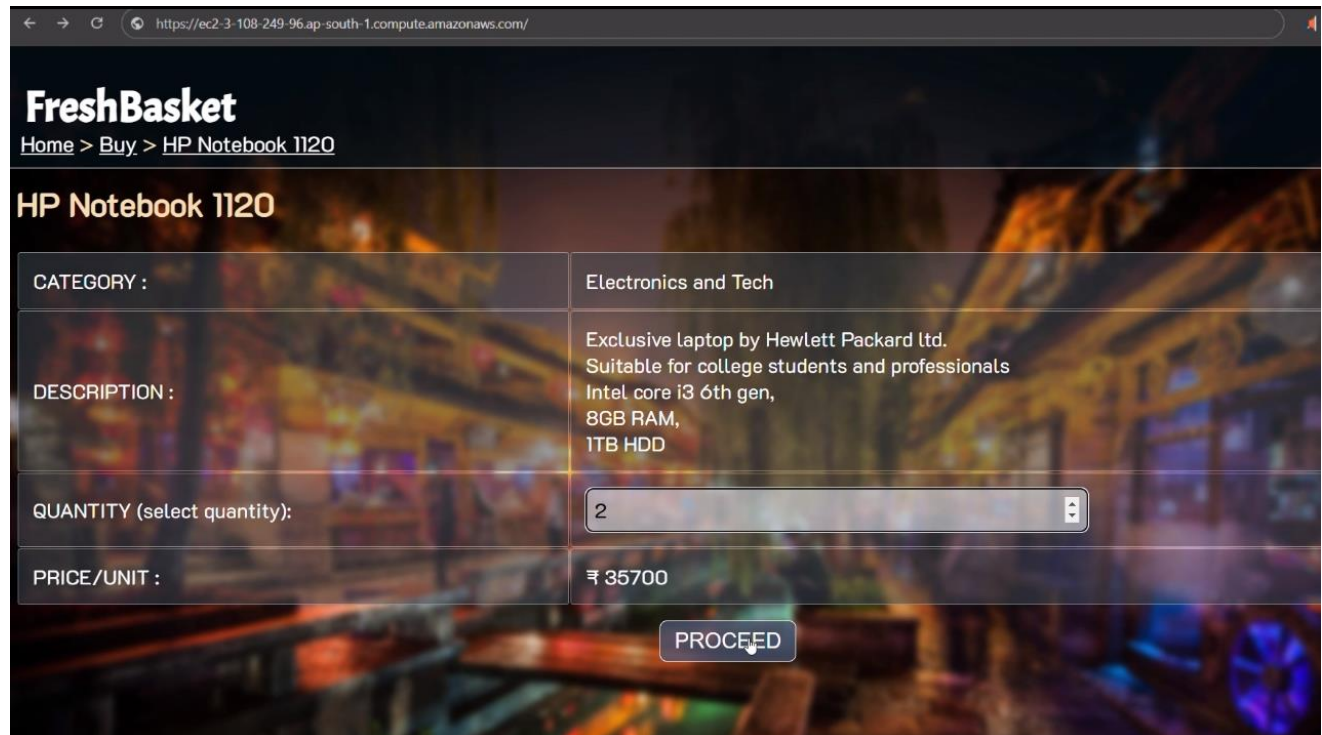 https://ec2-3-108-249-96.ap-south-1.compute.amazonaws.com/
FreshBasket
Home > Buy > HP Notebook 1120
HP Notebook 1120
CATEGORY :
Electronics and Tech
DESCRIPTION :
Exclusive laptop by Hewlett Packard ltd.
Suitable for college students and professionals
Intel core i3 6th gen,
8GB RAM,
1TB HDD
QUANTITY (select quantity):
2
PRICE/UNIT :
₹ 35700
PROCEED